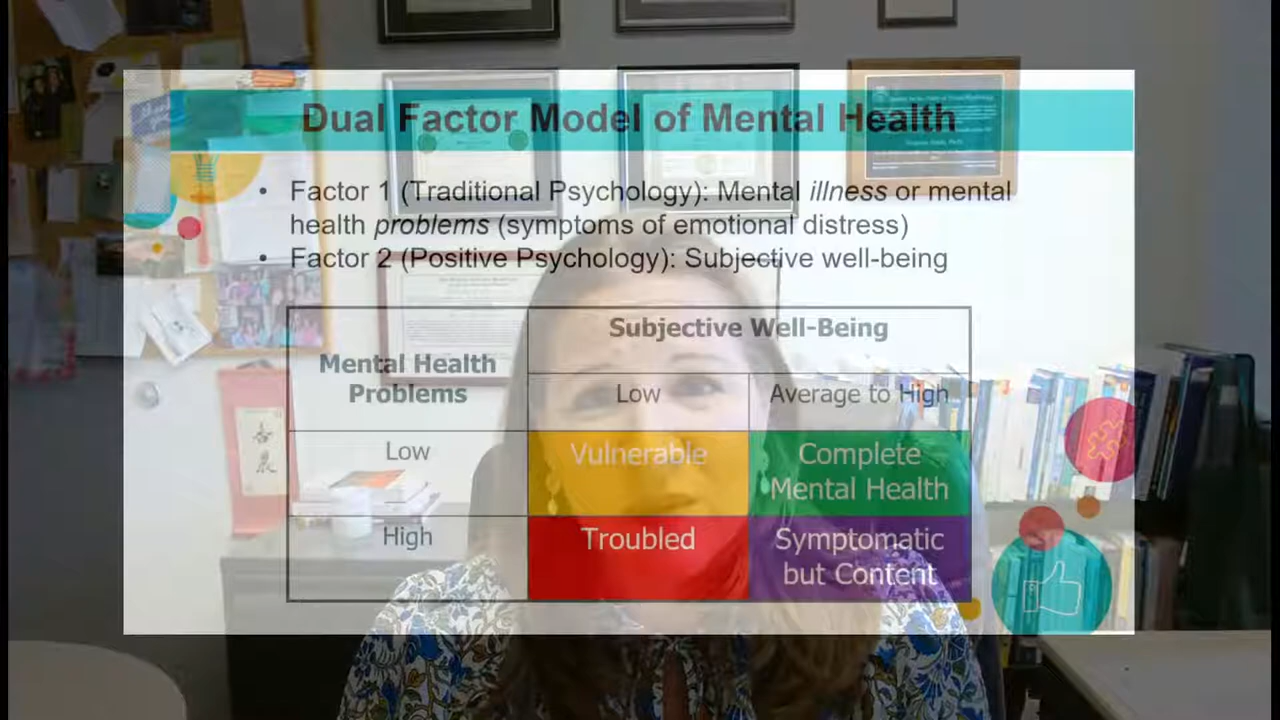 Dual Factor Model of Mental Health
• Factor 1 (Traditional Psychology): Mental illness or mental
health problems (symptoms of emotional distress)
• Factor 2 (Positive Psychology): Subjective well-being
Subjective Well-Being
Mental Health
Problems
Low
Average to High
Low
Vulnerable
Complete
Mental Health
High
Troubled
Symptomatic
but Content